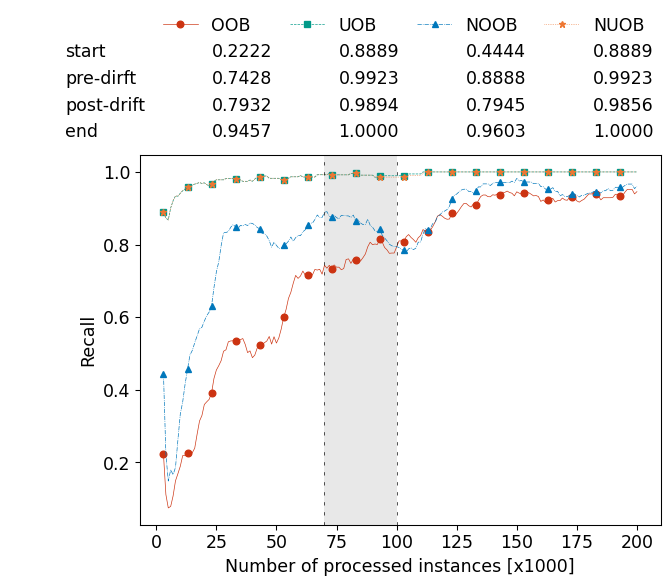 OOB UOB NOOB NUOB
start 0.2222 0.8889 0.4444 0.8889
pre-dirft 0.7428 0.9923 0.8888 0.9923
post-drift 0.7932 0.9894 0.7945 0.9856
end 0.9457 1.0000 0.9603 1.0000
1.0
0.8
0.6
0.4
0.2
Recall
0 25 50 75 100 125 150 175 200
Number of processed instances [x1000]